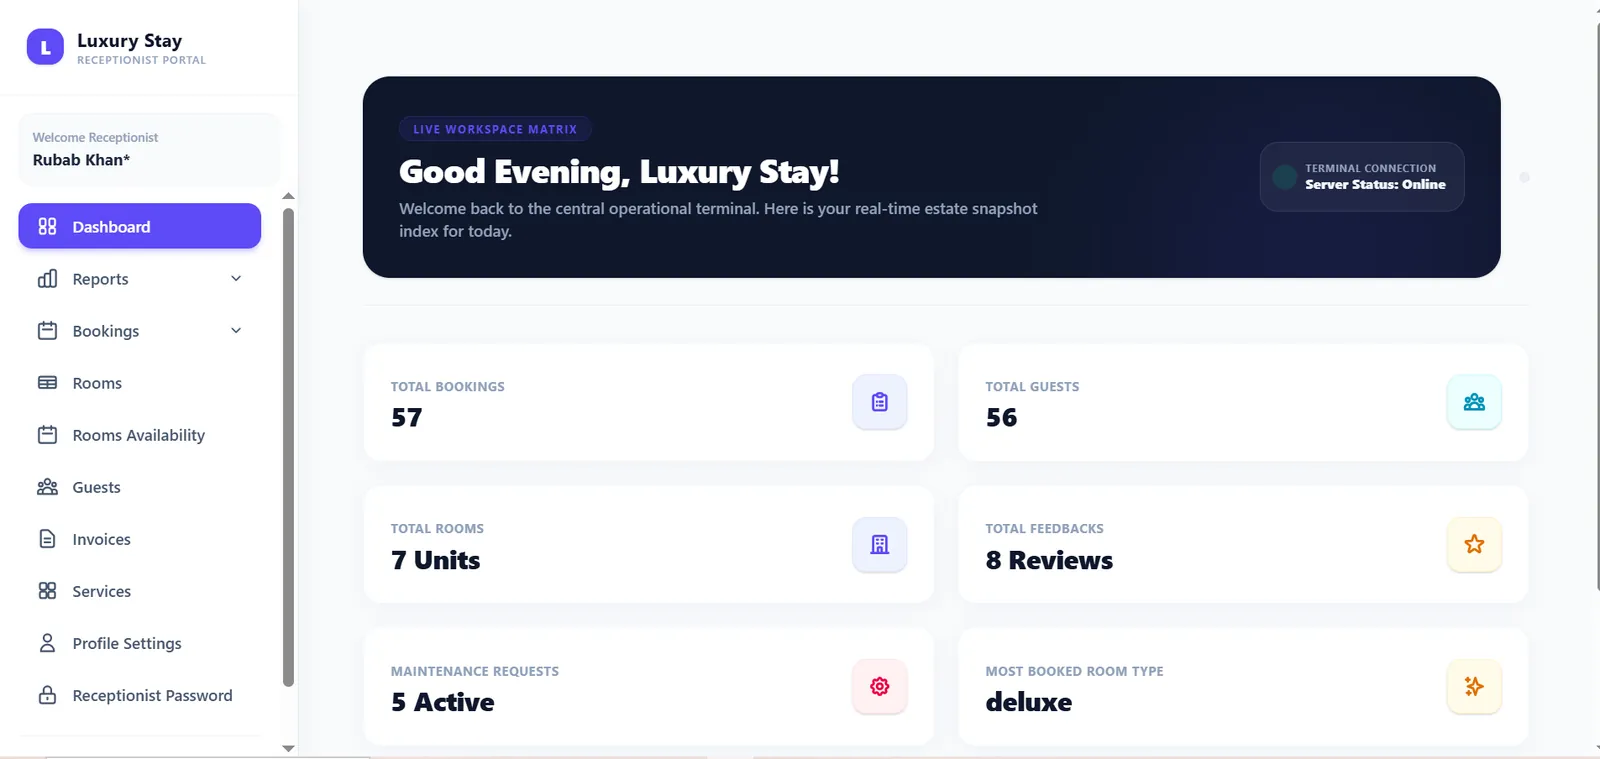 L
Luxury Stay
RECEPTIONIST PORTAL
Welcome Receptionist
Rubab Khan*
Dashboard
Reports
Bookings
Rooms
Rooms Availability
Guests
Invoices
Services
Profile Settings
Receptionist Password
LIVE WORKSPACE MATRIX
Good Evening, Luxury Stay!
Welcome back to the central operational terminal. Here is your real-time estate snapshot
index for today.
TERMINAL CONNECTION
Server Status: Online
TOTAL BOOKINGS
57
TOTAL GUESTS
56
TOTAL ROOMS
7 Units
TOTAL FEEDBACKS
8 Reviews
MAINTENANCE REQUESTS
5 Active
MOST BOOKED ROOM TYPE
deluxe